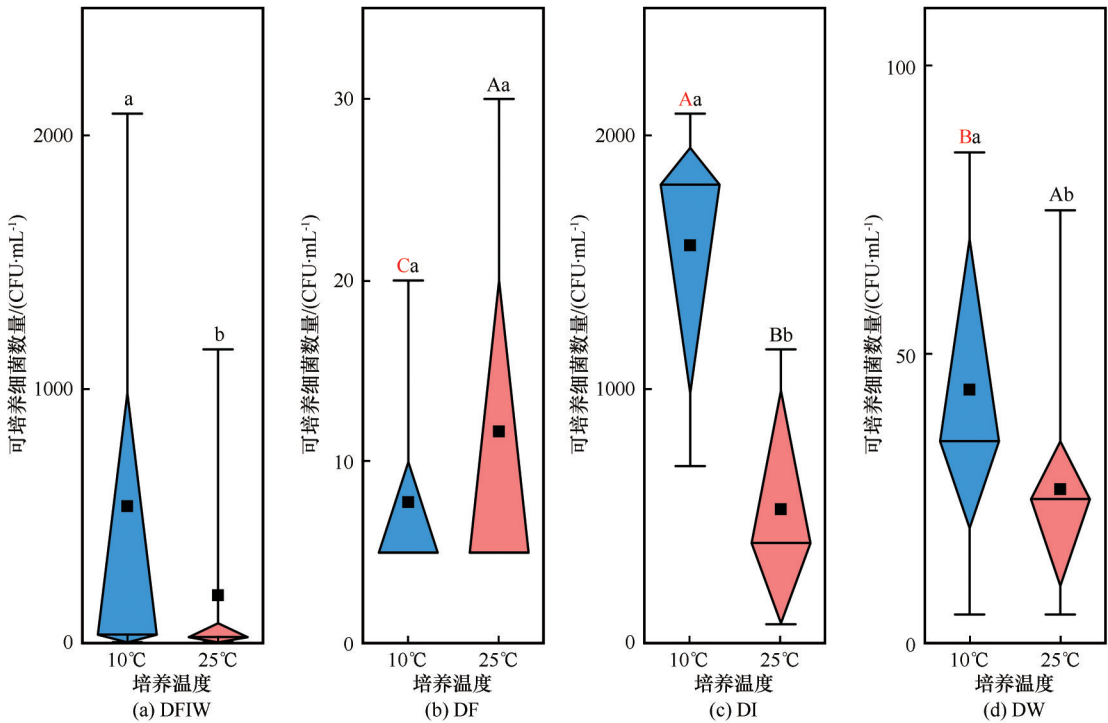 可培养细菌数量/(CFU·mL⁻¹)
2000
1000
0
a
b
10℃
25℃
培养温度
(a) DFIW
可培养细菌数量/(CFU·mL⁻¹)
30
20
10
0
Ca
Aa
10℃
25℃
培养温度
(b) DF
可培养细菌数量/(CFU·mL⁻¹)
2000
1000
0
Aa
Bb
10℃
25℃
培养温度
(c) DI
可培养细菌数量/(CFU·mL⁻¹)
100
50
0
Ba
Ab
10℃
25℃
培养温度
(d) DW